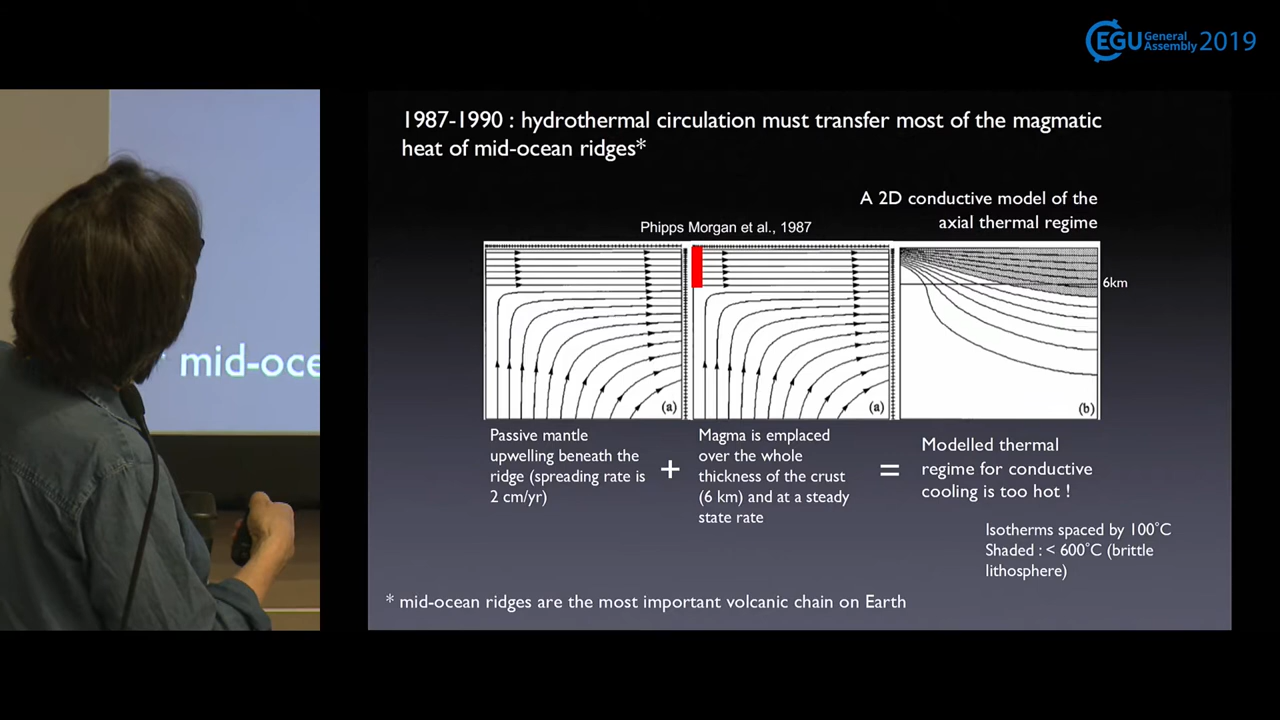 EGU General Assembly 2019
1987-1990 : hydrothermal circulation must transfer most of the magmatic
heat of mid-ocean ridges*
A 2D conductive model of the
axial thermal regime
Phipps Morgan et al., 1987
6km
(a)
(a)
(b)
Passive mantle
upwelling beneath the
ridge (spreading rate is
2 cm/yr)
+
Magma is emplaced
over the whole
thickness of the crust
(6 km) and at a steady
state rate
=
Modelled thermal
regime for conductive
cooling is too hot !
Isotherms spaced by 100°C
Shaded : < 600°C (brittle
lithosphere)
* mid-ocean ridges are the most important volcanic chain on Earth
mid-oce